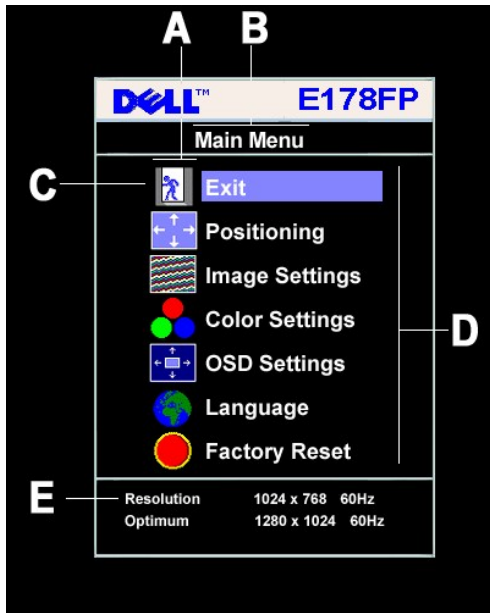 A B
DELL™ E178FP
Main Menu
C
Exit
Positioning
Image Settings
Color Settings
D
OSD Settings
Language
Factory Reset
E
Resolution 1024 x 768 60Hz
Optimum 1280 x 1024 60Hz